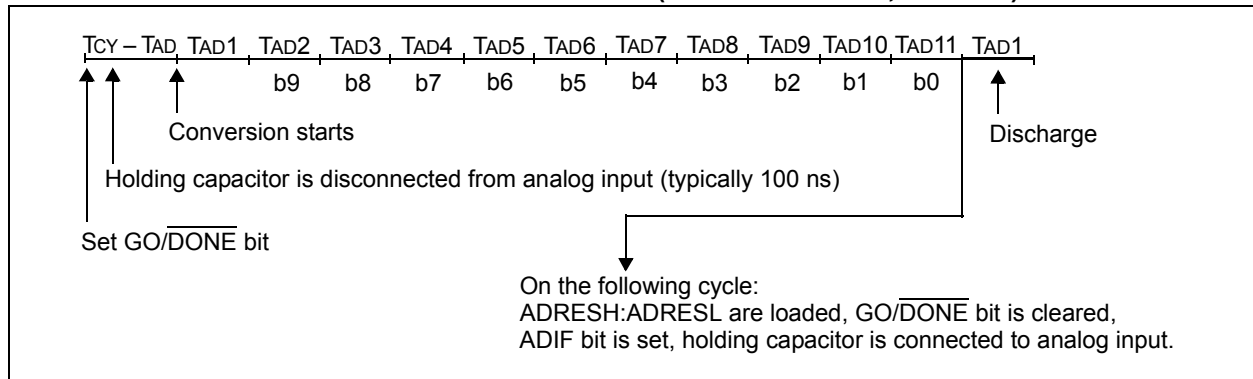 TCY – TAD TAD1 TAD2 TAD3 TAD4 TAD5 TAD6 TAD7 TAD8 TAD9 TAD10 TAD11 TAD1
b9 b8 b7 b6 b5 b4 b3 b2 b1 b0
Conversion starts
Discharge
Holding capacitor is disconnected from analog input (typically 100 ns)
Set GO/DONE bit
On the following cycle:
ADRESH:ADRESL are loaded, GO/DONE bit is cleared,
ADIF bit is set, holding capacitor is connected to analog input.